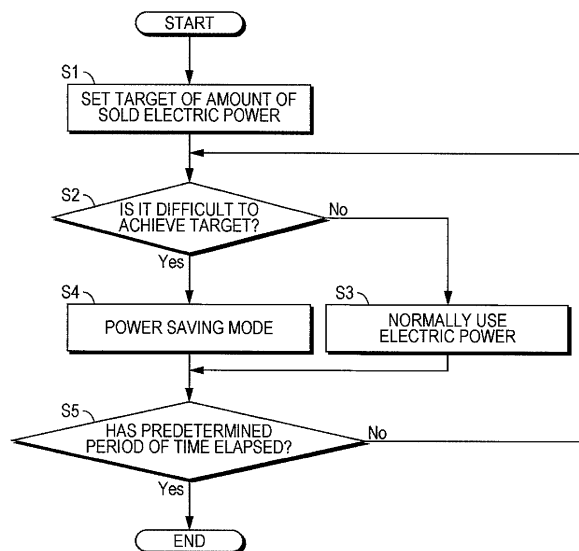 START
S1
SET TARGET OF AMOUNT OF
SOLD ELECTRIC POWER
S2
IS IT DIFFICULT TO
ACHIEVE TARGET?
No
Yes
S4
POWER SAVING MODE
S3
NORMALLY USE
ELECTRIC POWER
S5
HAS PREDETERMINED
PERIOD OF TIME ELAPSED?
No
Yes
END